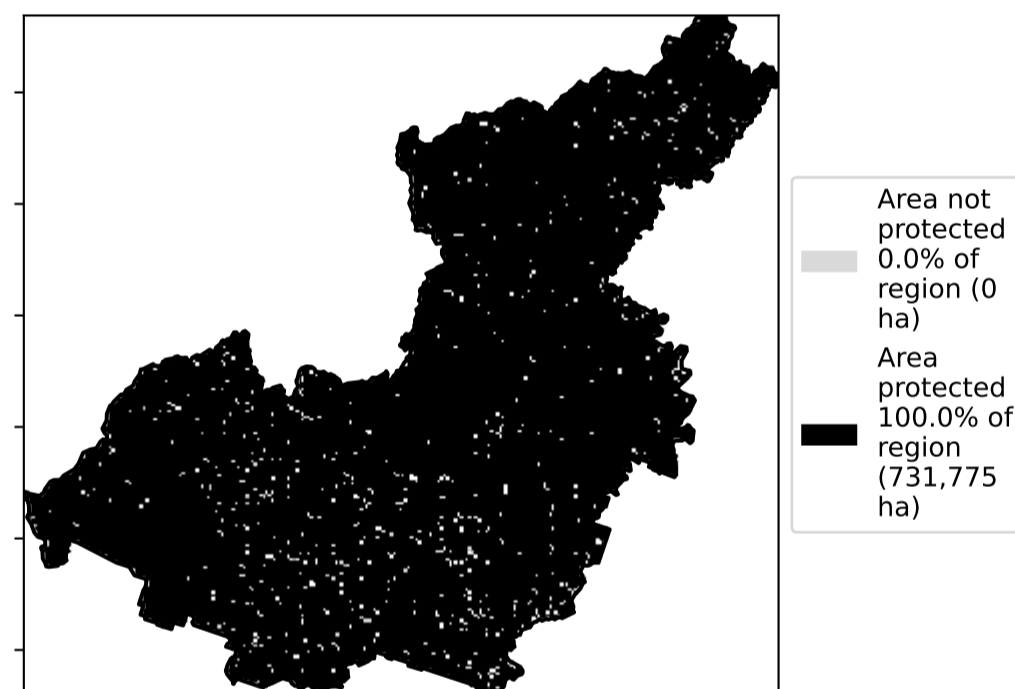 Area not
protected
0.0% of
region (0
ha)
Area
protected
100.0% of
region
(731,775
ha)